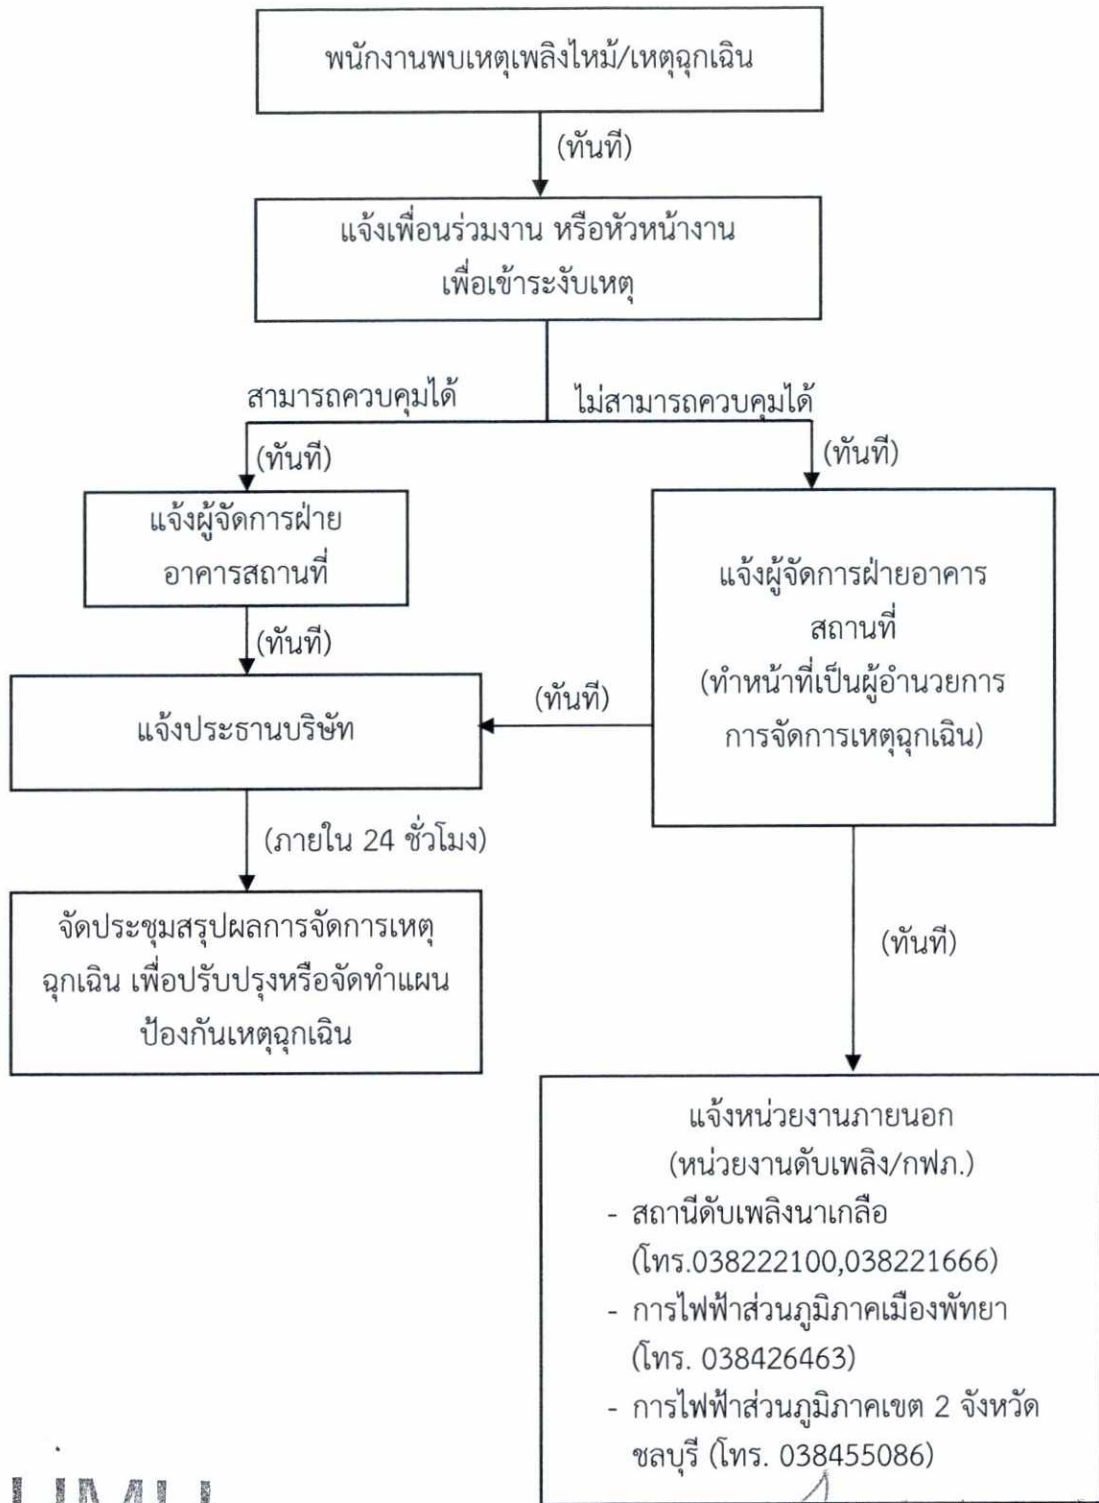 พนักงานพบเหตุเพลิงไหม้/เหตุฉุกเฉิน
(ทันที)
แจ้งเพื่อนร่วมงาน หรือหัวหน้างาน
เพื่อเข้าระงับเหตุ
สามารถควบคุมได้
ไม่สามารถควบคุมได้
(ทันที)
(ทันที)
แจ้งผู้จัดการฝ่าย
อาคารสถานที่
แจ้งผู้จัดการฝ่ายอาคาร
สถานที่
(ทำหน้าที่เป็นผู้อำนวยการ
การจัดการเหตุฉุกเฉิน)
(ทันที)
(ทันที)
แจ้งประธานบริษัท
(ภายใน 24 ชั่วโมง)
จัดประชุมสรุปผลการจัดการเหตุ
ฉุกเฉิน เพื่อปรับปรุงหรือจัดทำแผน
ป้องกันเหตุฉุกเฉิน
(ทันที)
แจ้งหน่วยงานภายนอก
(หน่วยงานดับเพลิง/กฟภ.)
- สถานีดับเพลิงนาเกลือ
(โทร.038222100,038221666)
- การไฟฟ้าส่วนภูมิภาคเมืองพัทยา
(โทร. 038426463)
- การไฟฟ้าส่วนภูมิภาคเขต 2 จังหวัด
ชลบุรี (โทร. 038455086)